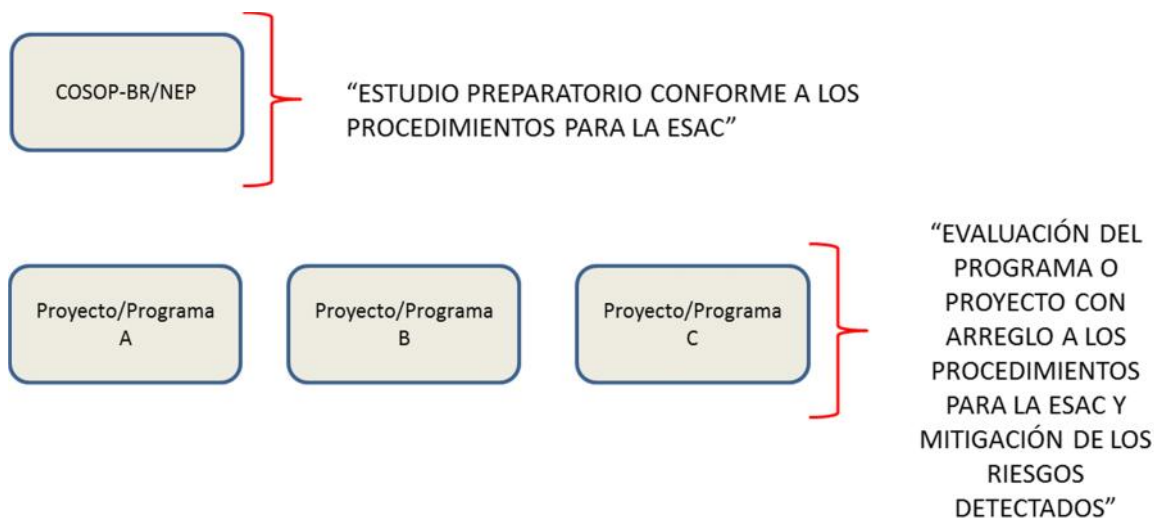 COSOP-BR/NEP
“ESTUDIO PREPARATORIO CONFORME A LOS
PROCEDIMIENTOS PARA LA ESAC”
Proyecto/Programa
A
Proyecto/Programa
B
Proyecto/Programa
C
“EVALUACIÓN DEL
PROGRAMA O
PROYECTO CON
ARREGLO A LOS
PROCEDIMIENTOS
PARA LA ESAC Y
MITIGACIÓN DE LOS
RIESGOS
DETECTADOS”